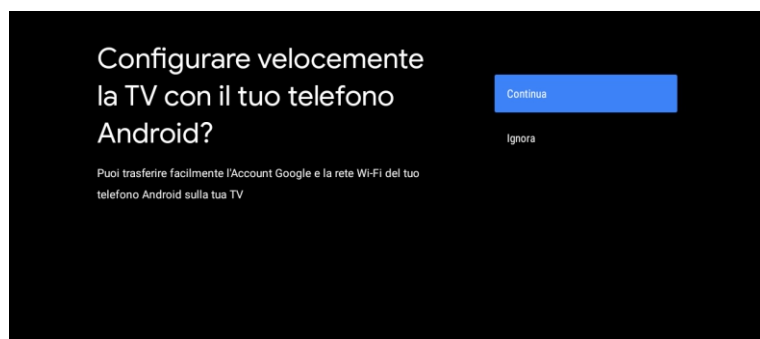 Configurare velocemente
la TV con il tuo telefono
Android?
Puoi trasferire facilmente l'Account Google e la rete Wi-Fi del tuo
telefono Android sulla tua TV
Continua
Ignora